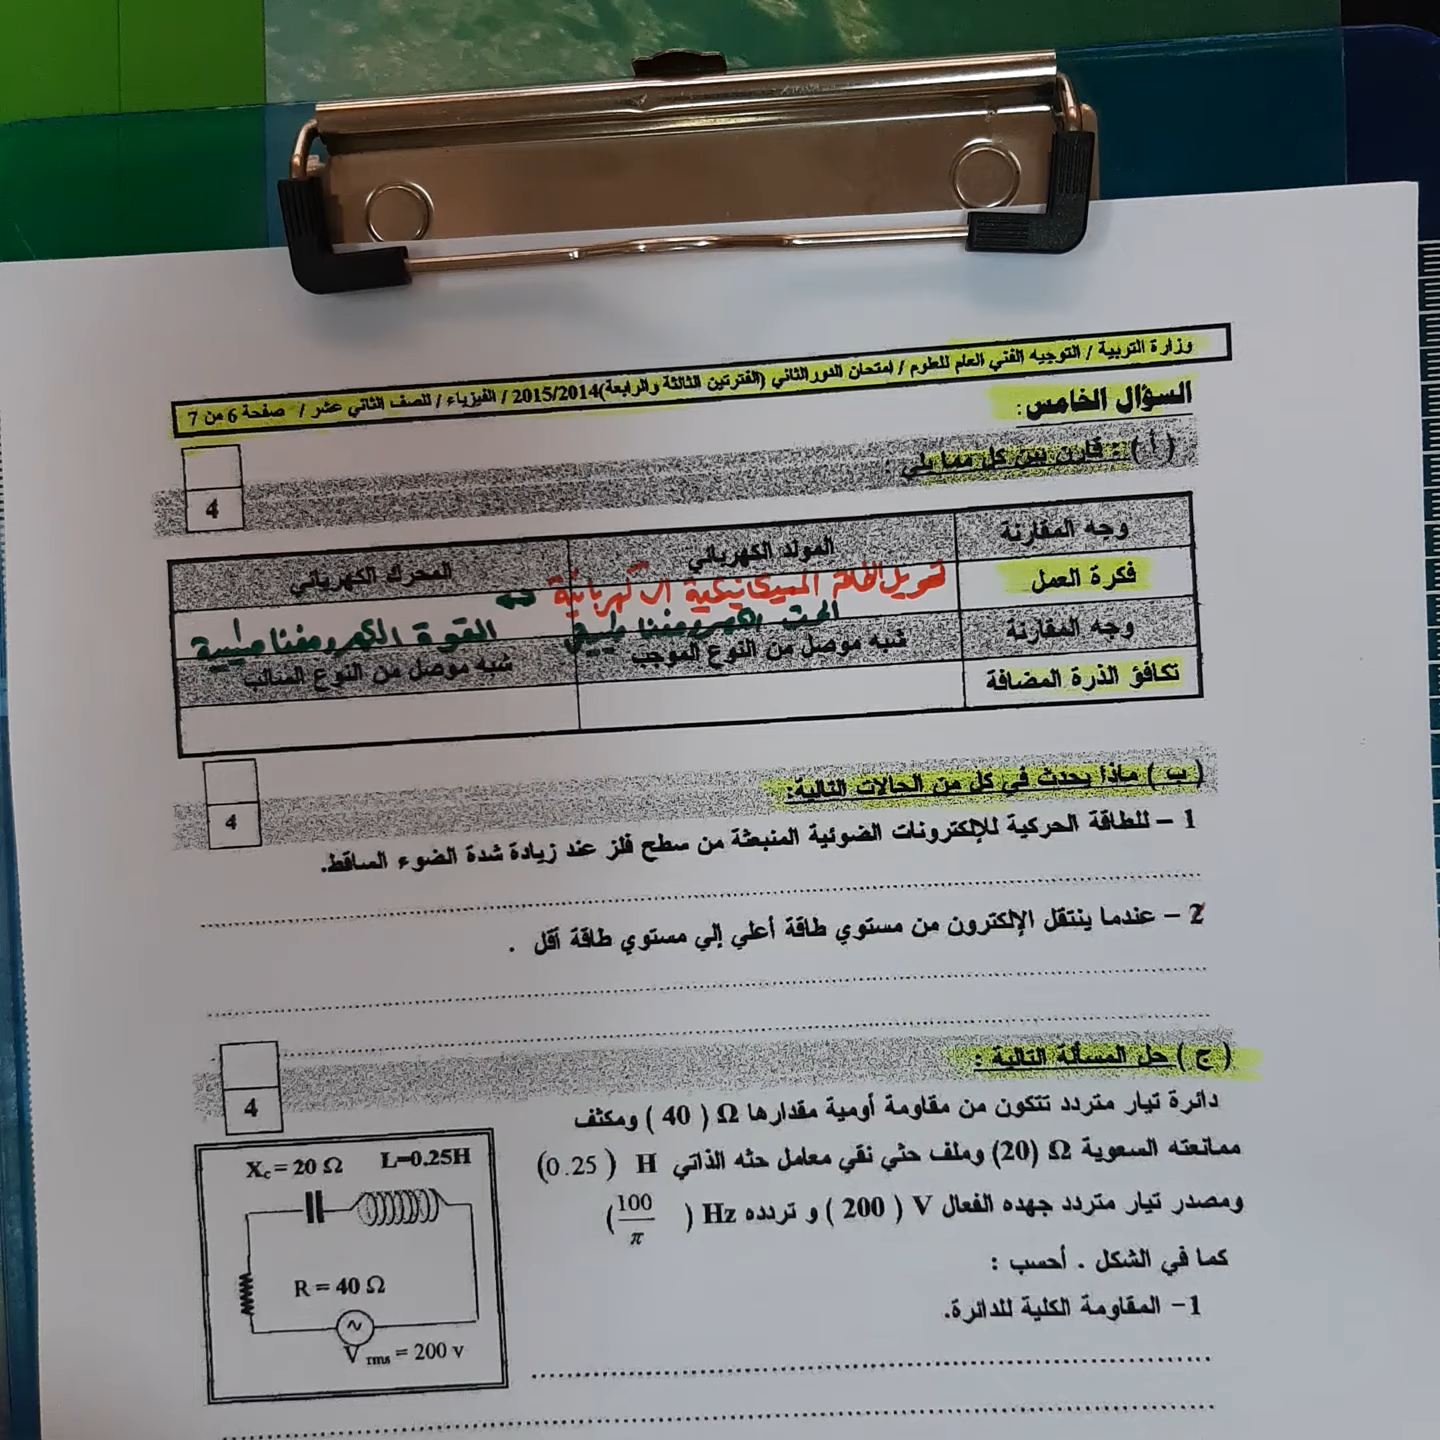 وزارة التربية / التوجيه الفني العام للعلوم / امتحان الدور الثاني (الفترتين الثالثة والرابعة) 2015/2014 / الفيزياء / للصف الثاني عشر / صفحة 6 من 7
السؤال الخامس :
( أ ) : قارن بين كل مما يلي :
4
وجه المقارنة المولد الكهربائي المحرك الكهربائي
فكرة العمل
تحويل الطاقة الميكانيكية الى كهربائية
الحث الكهرومغناطيسي القوة الكهرومغناطيسية
وجه المقارنة شبه موصل من النوع الموجب شبه موصل من النوع السالب
تكافؤ الذرة المضافة
( ب ) ماذا يحدث في كل من الحالات التالية:
4
1 – للطاقة الحركية للإلكترونات الضوئية المنبعثة من سطح فلز عند زيادة شدة الضوء الساقط.
2 – عندما ينتقل الإلكترون من مستوي طاقة أعلي إلي مستوي طاقة أقل .
( ج ) حل المسألة التالية :
4
دائرة تيار متردد تتكون من مقاومة أومية مقدارها Ω ( 40 ) ومكثف
ممانعته السعوية Ω (20) وملف حثي نقي معامل حثه الذاتي H (0.25)
ومصدر تيار متردد جهده الفعال V ( 200 ) و تردده Hz (100/π)
كما في الشكل . أحسب :
1- المقاومة الكلية للدائرة.
Xc = 20 Ω L=0.25H
R = 40 Ω
V rms = 200 v